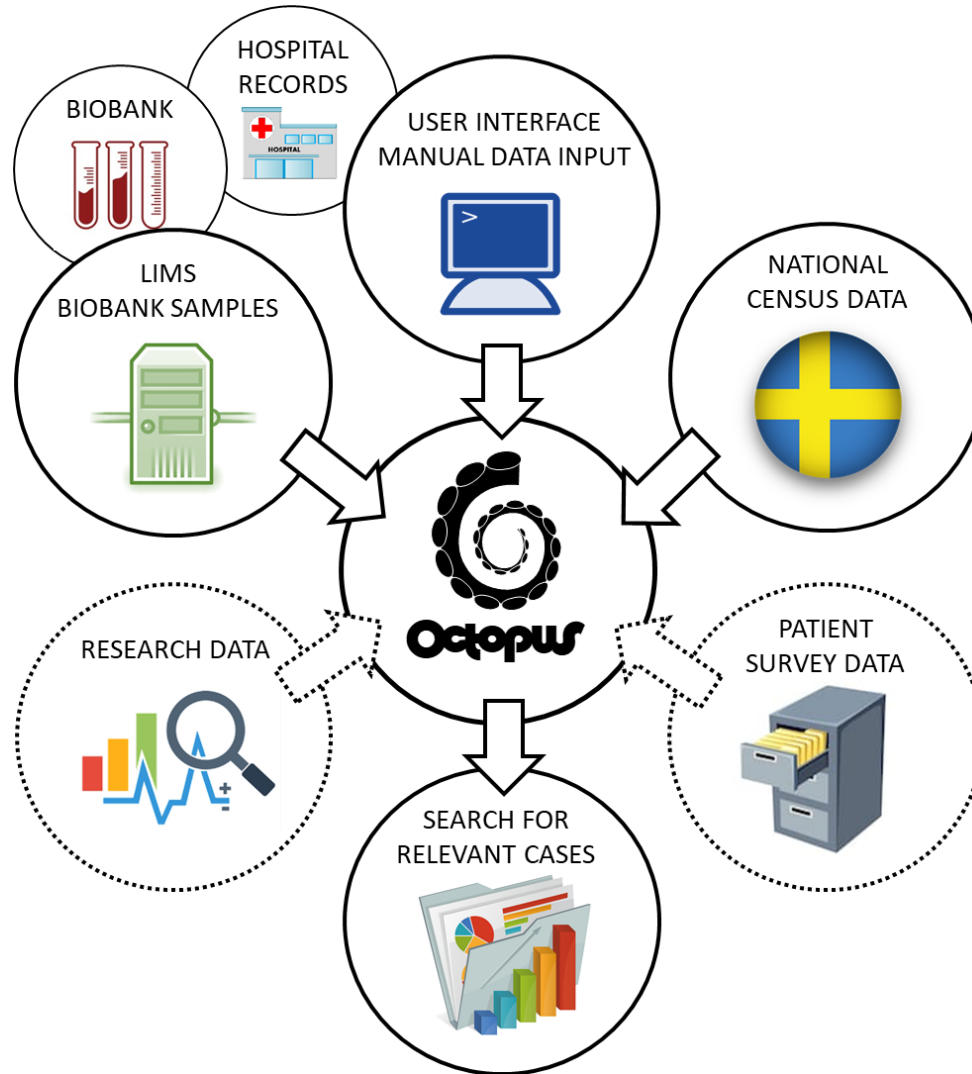 HOSPITAL
RECORDS
HOSPITAL
BIOBANK
USER INTERFACE
MANUAL DATA INPUT
>
LIMS
BIOBANK SAMPLES
NATIONAL
CENSUS DATA
Octopus
RESEARCH DATA
+
-
PATIENT
SURVEY DATA
SEARCH FOR
RELEVANT CASES